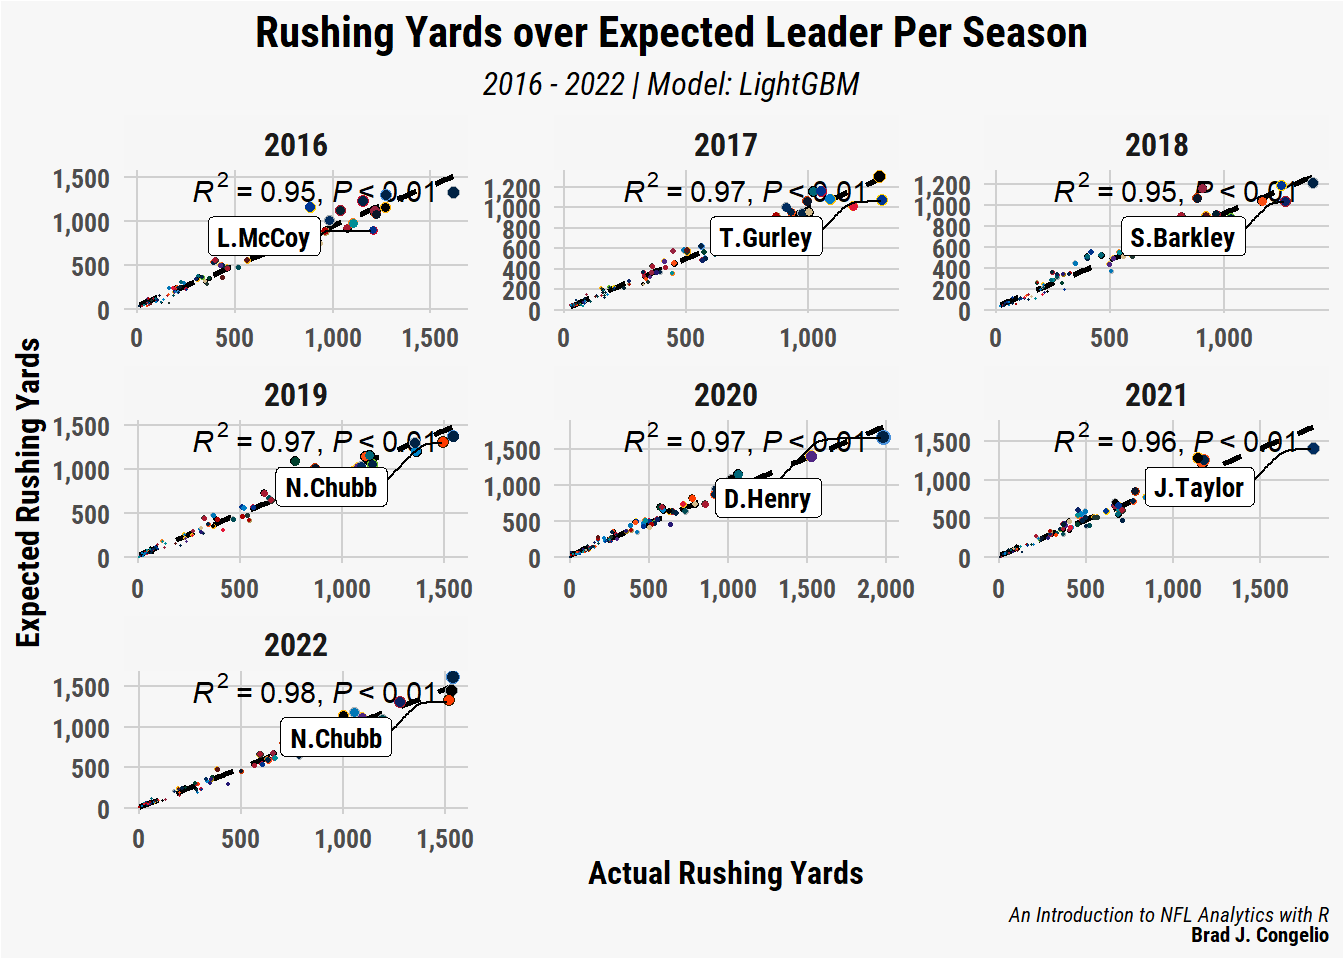 Rushing Yards over Expected Leader Per Season
2016 - 2022 | Model: LightGBM
2016
1,500
1,000
500
0
R² = 0.95, P < 0.01
L.McCoy
0 500 1,000 1,500
2017
1,200
1,000
800
600
400
200
0
R² = 0.97, P < 0.01
T.Gurley
0 500 1,000
2018
1,200
1,000
800
600
400
200
0
R² = 0.95, P < 0.01
S.Barkley
0 500 1,000
Expected Rushing Yards
2019
1,500
1,000
500
0
R² = 0.97, P < 0.01
N.Chubb
0 500 1,000 1,500
2020
1,500
1,000
500
0
R² = 0.97, P < 0.01
D.Henry
0 500 1,000 1,500 2,000
2021
1,500
1,000
500
0
R² = 0.96, P < 0.01
J.Taylor
0 500 1,000 1,500
2022
1,500
1,000
500
0
R² = 0.98, P < 0.01
N.Chubb
0 500 1,000 1,500
Actual Rushing Yards
An Introduction to NFL Analytics with R
Brad J. Congelio